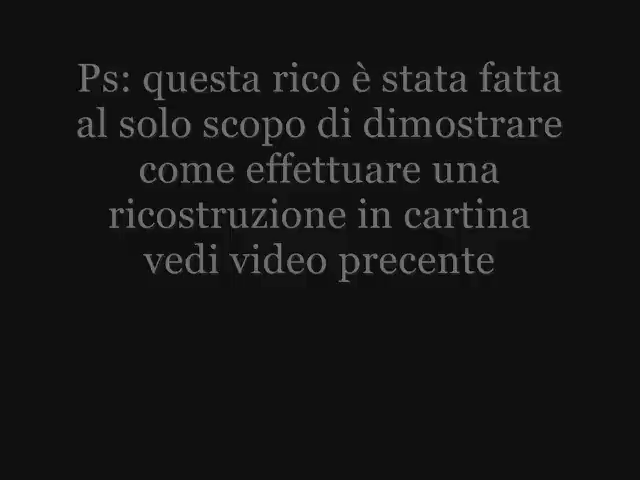 Ps: questa rico è stata fatta
al solo scopo di dimostrare
come effettuare una
ricostruzione in cartina
vedi video precente